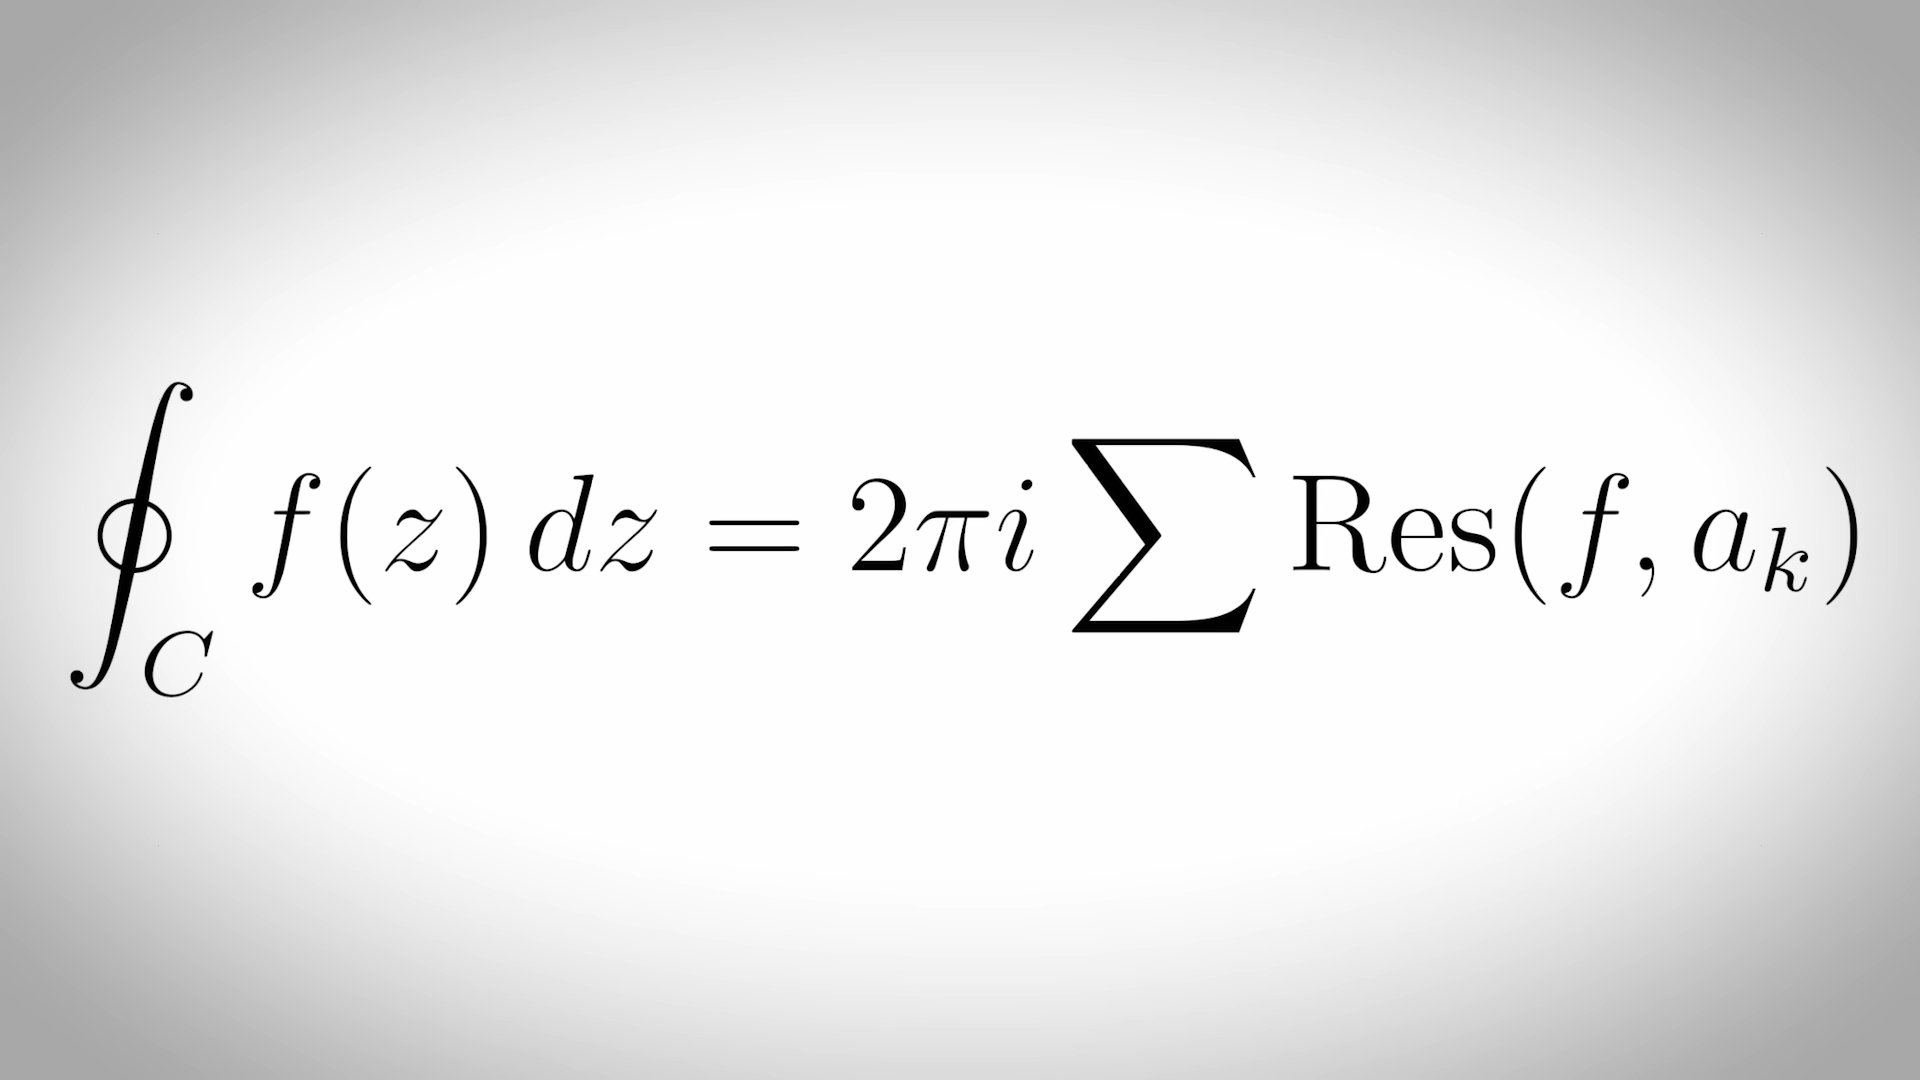 ∮_C f(z) dz = 2πi ∑ Res(f, a_k)